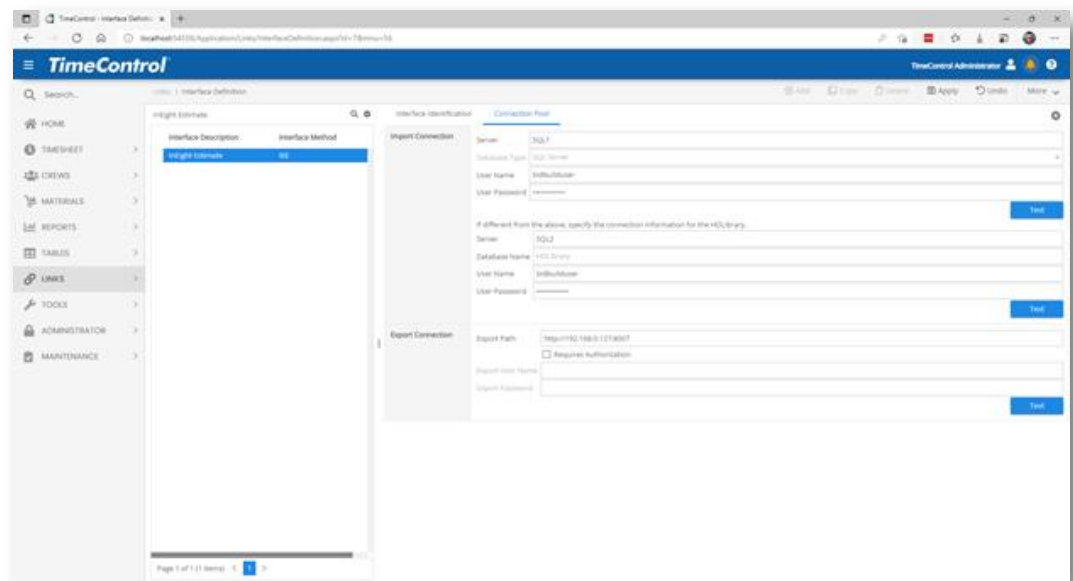 TimeControl - Interface Definiti
TimeControl
TimeControl Administrator
Search...
Links / Interface Definition
Add
Copy
Delete
Apply
Undo
More
HOME
TIMESHEET
CREWS
MATERIALS
REPORTS
TABLES
LINKS
TOOLS
ADMINISTRATOR
MAINTENANCE
InEight Estimate
Interface Description
Interface Method
InEight Estimate
Page 1 of 1 (1 items)
1
Interface Identification
Connection Pool
Import Connection
Server
SQL1
Database Type
SQL Server
User Name
User Password
Test
If different from the above, specify the connection information for the HDLibrary.
Server
SQL2
Database Name
User Name
User Password
Test
Export Connection
Export Path
Requires Authorization
Export User Name
Export Password
Test